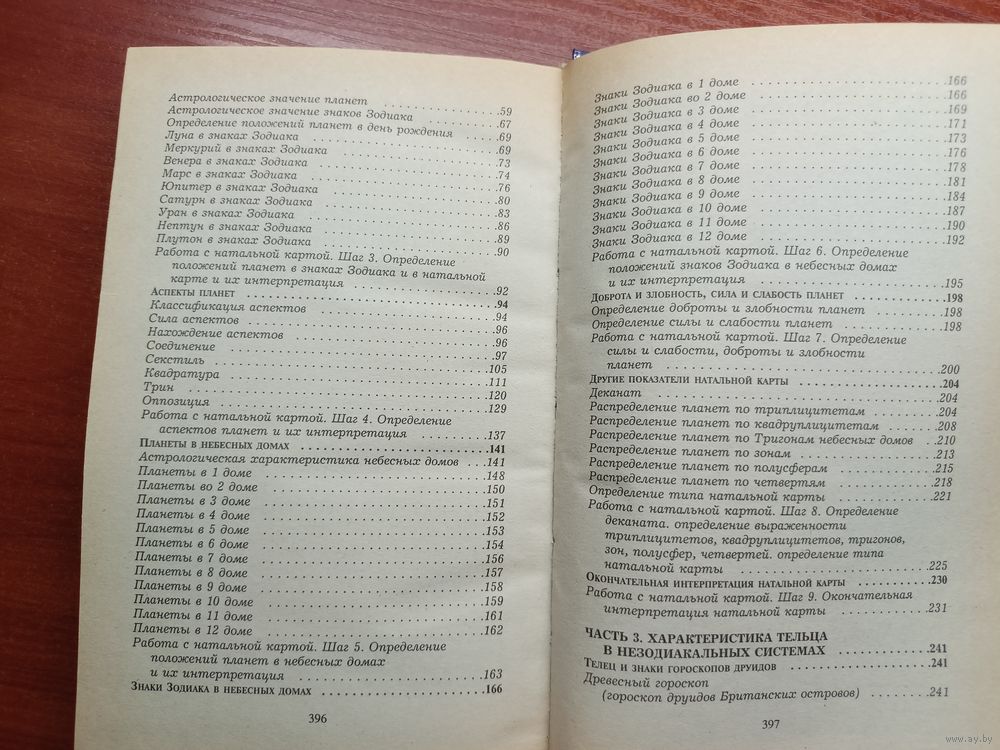 Астрологическое значение планет ..........59
Астрологическое значение знаков Зодиака ..........67
Определение положений планет в день рождения ..........69
Луна в знаках Зодиака ..........69
Меркурий в знаках Зодиака ..........73
Венера в знаках Зодиака ..........74
Марс в знаках Зодиака ..........76
Юпитер в знаках Зодиака ..........80
Сатурн в знаках Зодиака ..........83
Уран в знаках Зодиака ..........86
Нептун в знаках Зодиака ..........89
Плутон в знаках Зодиака ..........90
Работа с натальной картой. Шаг 3. Определение
положений планет в знаках Зодиака и в натальной
карте и их интерпретация ..........92
Аспекты планет ..........94
Классификация аспектов ..........94
Сила аспектов ..........96
Нахождение аспектов ..........96
Соединение ..........97
Секстиль ..........105
Квадратура ..........111
Трин ..........120
Оппозиция ..........129
Работа с натальной картой. Шаг 4. Определение
аспектов планет и их интерпретация ..........137
Планеты в небесных домах ..........141
Астрологическая характеристика небесных домов ..........141
Планеты в 1 доме ..........148
Планеты во 2 доме ..........150
Планеты в 3 доме ..........151
Планеты в 4 доме ..........152
Планеты в 5 доме ..........153
Планеты в 6 доме ..........154
Планеты в 7 доме ..........156
Планеты в 8 доме ..........157
Планеты в 9 доме ..........158
Планеты в 10 доме ..........159
Планеты в 11 доме ..........161
Планеты в 12 доме ..........162
Работа с натальной картой. Шаг 5. Определение
положений планет в небесных домах
и их интерпретация ..........163
Знаки Зодиака в небесных домах ..........166
396
Знаки Зодиака в 1 доме ..........166
Знаки Зодиака во 2 доме ..........166
Знаки Зодиака в 3 доме ..........169
Знаки Зодиака в 4 доме ..........171
Знаки Зодиака в 5 доме ..........173
Знаки Зодиака в 6 доме ..........176
Знаки Зодиака в 7 доме ..........178
Знаки Зодиака в 8 доме ..........181
Знаки Зодиака в 9 доме ..........184
Знаки Зодиака в 10 доме ..........187
Знаки Зодиака в 11 доме ..........190
Знаки Зодиака в 12 доме ..........192
Работа с натальной картой. Шаг 6. Определение
положений знаков Зодиака в небесных домах
и их интерпретация ..........195
Доброта и злобность, сила и слабость планет ..........198
Определение доброты и злобности планет ..........198
Определение силы и слабости планет ..........198
Работа с натальной картой. Шаг 7. Определение
силы и слабости, доброты и злобности
планет ..........200
Другие показатели натальной карты ..........204
Деканат ..........204
Распределение планет по триплицитетам ..........204
Распределение планет по квадруплицитетам ..........208
Распределение планет по Тригонам небесных домов ..210
Распределение планет по зонам ..........213
Распределение планет по полусферам ..........215
Распределение планет по четвертям ..........218
Определение типа натальной карты ..........221
Работа с натальной картой. Шаг 8. Определение
деканата. определение выраженности
триплицитетов, квадруплицитетов, тригонов,
зон, полусфер, четвертей. определение типа
натальной карты ..........225
Окончательная интерпретация натальной карты ..........230
Работа с натальной картой. Шаг 9. Окончательная
интерпретация натальной карты ..........231
ЧАСТЬ 3. ХАРАКТЕРИСТИКА ТЕЛЬЦА
В НЕЗОДИАКАЛЬНЫХ СИСТЕМАХ ..........241
Телец и знаки гороскопов друидов ..........241
Древесный гороскоп
(гороскоп друидов Британских островов) ..........241
397
www.ay.by